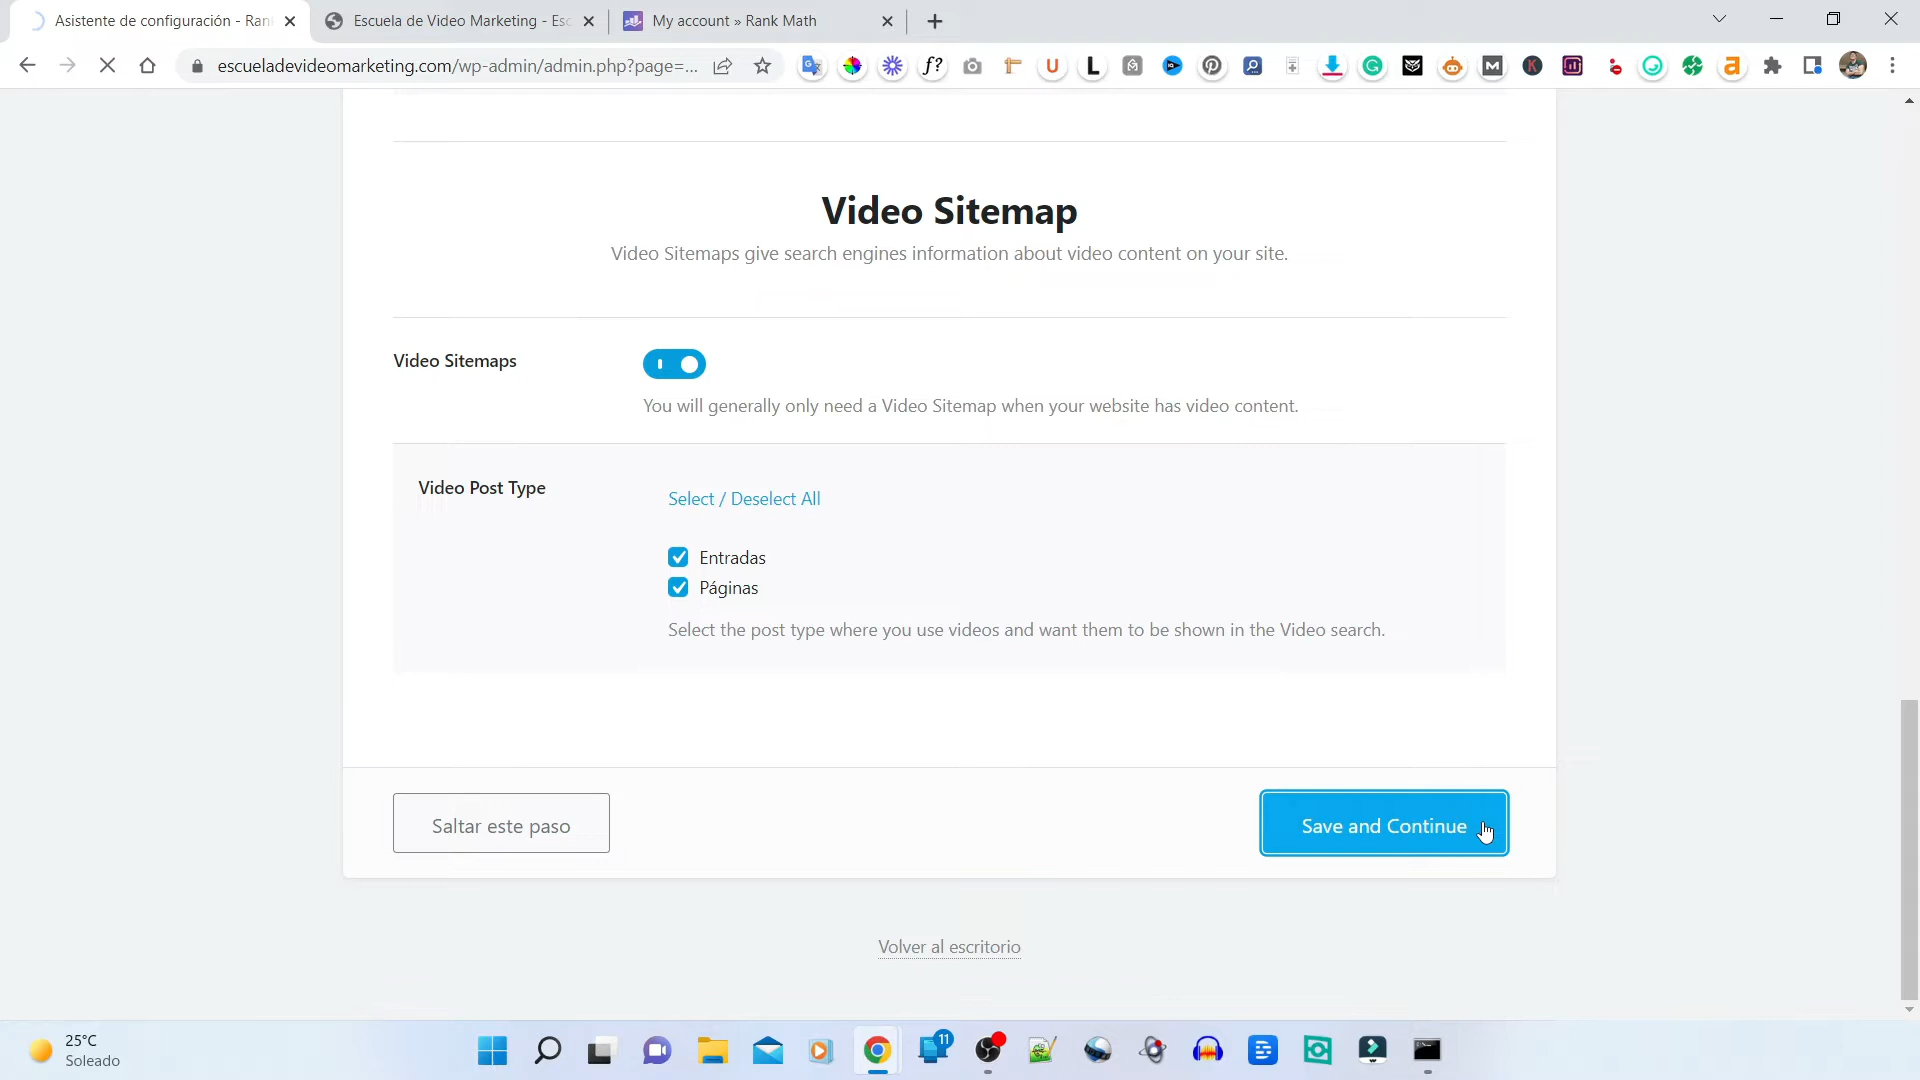 Asistente de configuración - Ran
Escuela de Video Marketing - Esc
My account » Rank Math
escueladevideomarketing.com/wp-admin/admin.php?page=...
Video Sitemap
Video Sitemaps give search engines information about video content on your site.
Video Sitemaps
You will generally only need a Video Sitemap when your website has video content.
Video Post Type
Select / Deselect All
Entradas
Páginas
Select the post type where you use videos and want them to be shown in the Video search.
Saltar este paso
Save and Continue
Volver al escritorio
25°C
Soleado
11